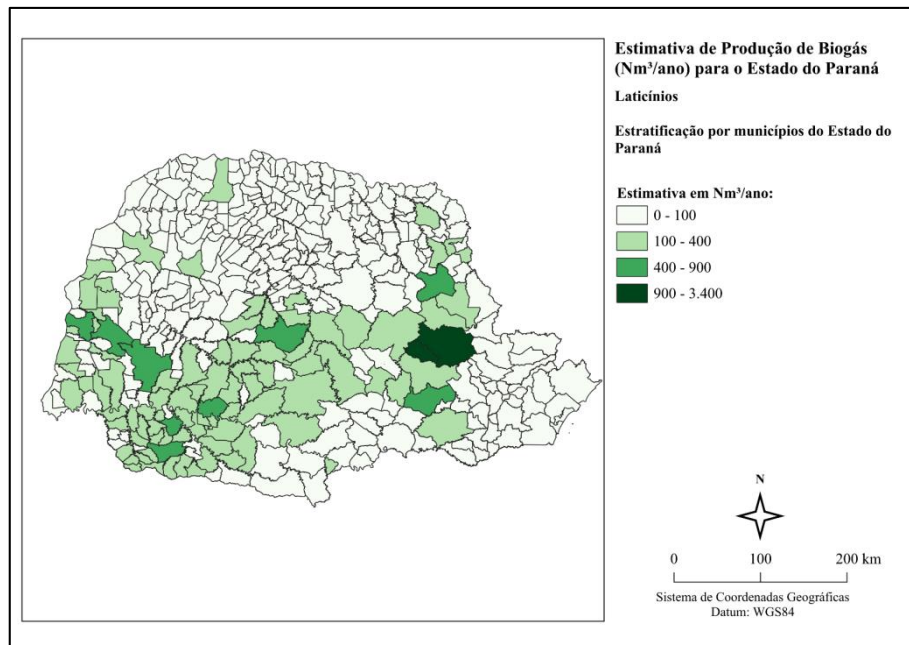 Estimativa de Produção de Biogás
(Nm³/ano) para o Estado do Paraná
Laticínios
Estratificação por municípios do Estado do
Paraná
Estimativa em Nm³/ano:
0 - 100
100 - 400
400 - 900
900 - 3.400
N
0 100 200 km
Sistema de Coordenadas Geográficas
Datum: WGS84